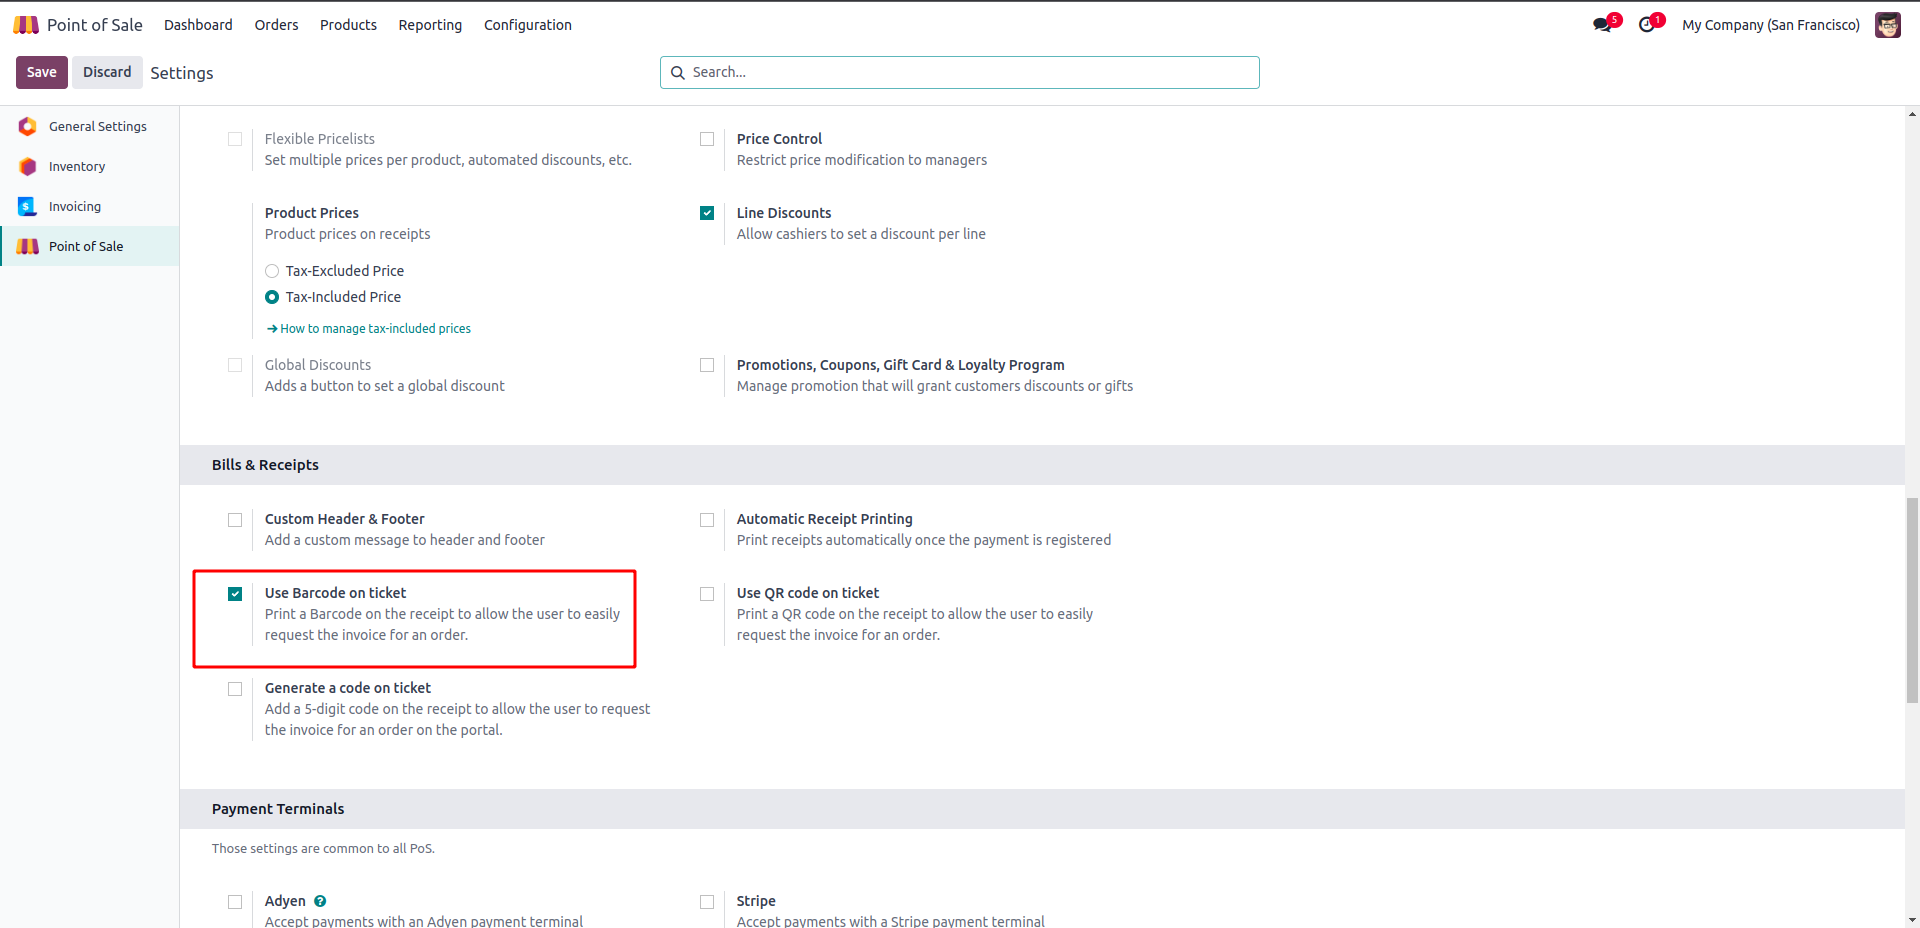 Point of Sale Dashboard Orders Products Reporting Configuration 5 1 My Company (San Francisco)
Save Discard Settings Search...
General Settings
Inventory
Invoicing
Point of Sale
Flexible Pricelists
Set multiple prices per product, automated discounts, etc.
Price Control
Restrict price modification to managers
Product Prices
Product prices on receipts
Tax-Excluded Price
Tax-Included Price
How to manage tax-included prices
Line Discounts
Allow cashiers to set a discount per line
Global Discounts
Adds a button to set a global discount
Promotions, Coupons, Gift Card & Loyalty Program
Manage promotion that will grant customers discounts or gifts
Bills & Receipts
Custom Header & Footer
Add a custom message to header and footer
Automatic Receipt Printing
Print receipts automatically once the payment is registered
Use Barcode on ticket
Print a Barcode on the receipt to allow the user to easily
request the invoice for an order.
Use QR code on ticket
Print a QR code on the receipt to allow the user to easily
request the invoice for an order.
Generate a code on ticket
Add a 5-digit code on the receipt to allow the user to request
the invoice for an order on the portal.
Payment Terminals
Those settings are common to all PoS.
Adyen ?
Accept payments with an Adyen payment terminal
Stripe
Accept payments with a Stripe payment terminal